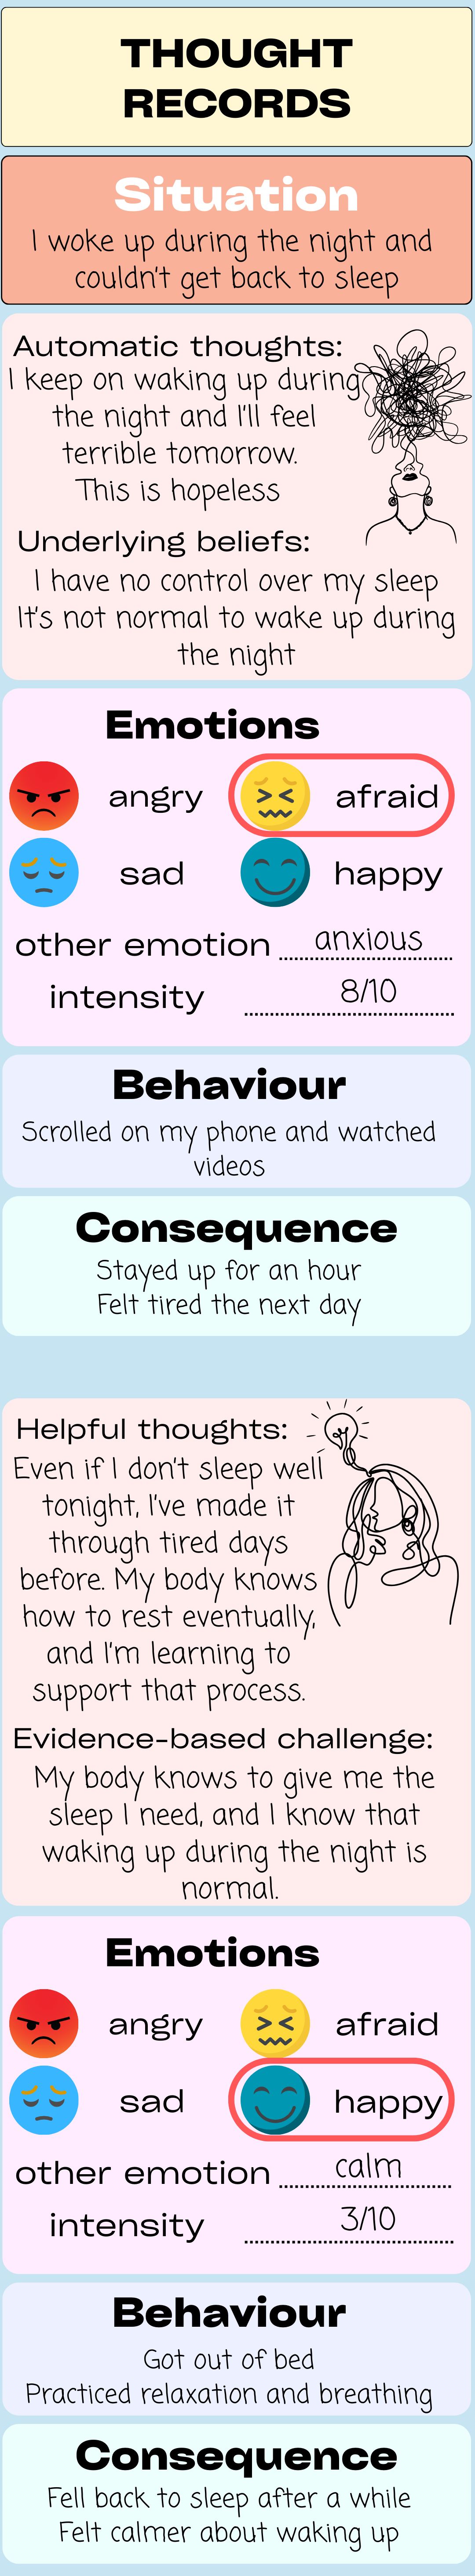 THOUGHT
RECORDS
Situation
I woke up during the night and
couldn't get back to sleep
Automatic thoughts:
I keep on waking up during
the night and I'll feel
terrible tomorrow.
This is hopeless
Underlying beliefs:
I have no control over my sleep
It's not normal to wake up during
the night
Emotions
angry afraid
sad happy
other emotion anxious
intensity 8/10
Behaviour
Scrolled on my phone and watched
videos
Consequence
Stayed up for an hour
Felt tired the next day
Helpful thoughts:
Even if I don't sleep well
tonight, I've made it
through tired days
before. My body knows
how to rest eventually,
and I'm learning to
support that process.
Evidence-based challenge:
My body knows to give me the
sleep I need, and I know that
waking up during the night is
normal.
Emotions
angry afraid
sad happy
other emotion calm
intensity 3/10
Behaviour
Got out of bed
Practiced relaxation and breathing
Consequence
Fell back to sleep after a while
Felt calmer about waking up